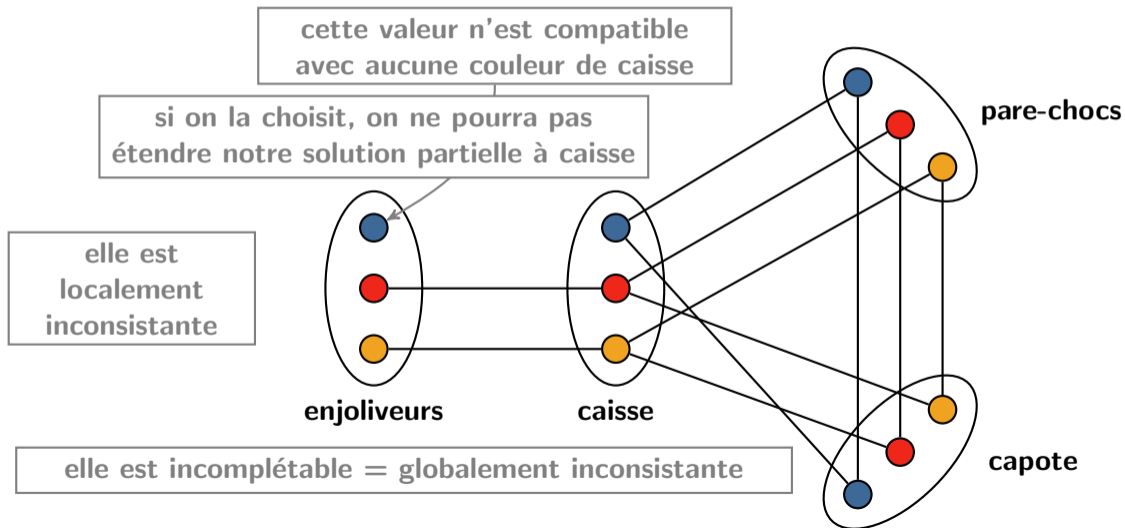 cette valeur n'est compatible
avec aucune couleur de caisse
si on la choisit, on ne pourra pas
étendre notre solution partielle à caisse
pare-chocs
elle est
localement
inconsistante
enjoliveurs
caisse
capote
elle est incomplétable = globalement inconsistante